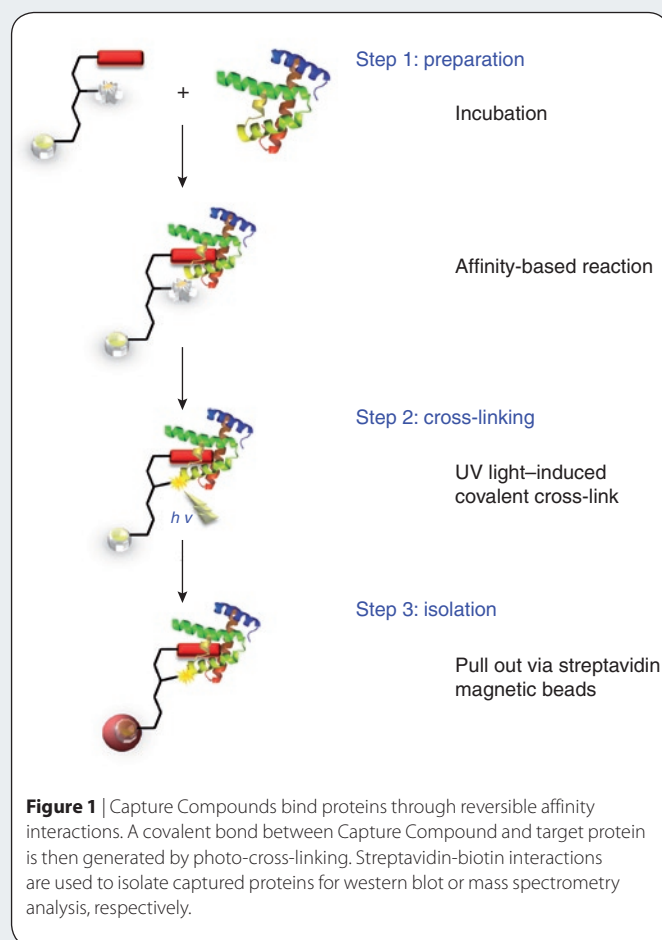 Step 1: preparation
+
Incubation
Affinity-based reaction
Step 2: cross-linking
UV light–induced
covalent cross-link
h v
Step 3: isolation
Pull out via streptavidin
magnetic beads
Figure 1 | Capture Compounds bind proteins through reversible affinity
interactions. A covalent bond between Capture Compound and target protein
is then generated by photo-cross-linking. Streptavidin-biotin interactions
are used to isolate captured proteins for western blot or mass spectrometry
analysis, respectively.